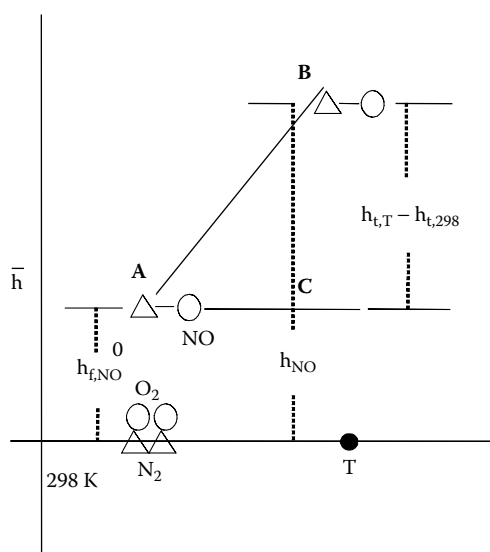 B
h_t,T – h_t,298
A
h̅
C
NO
0
h_f,NO
h_NO
O₂
N₂
298 K
T